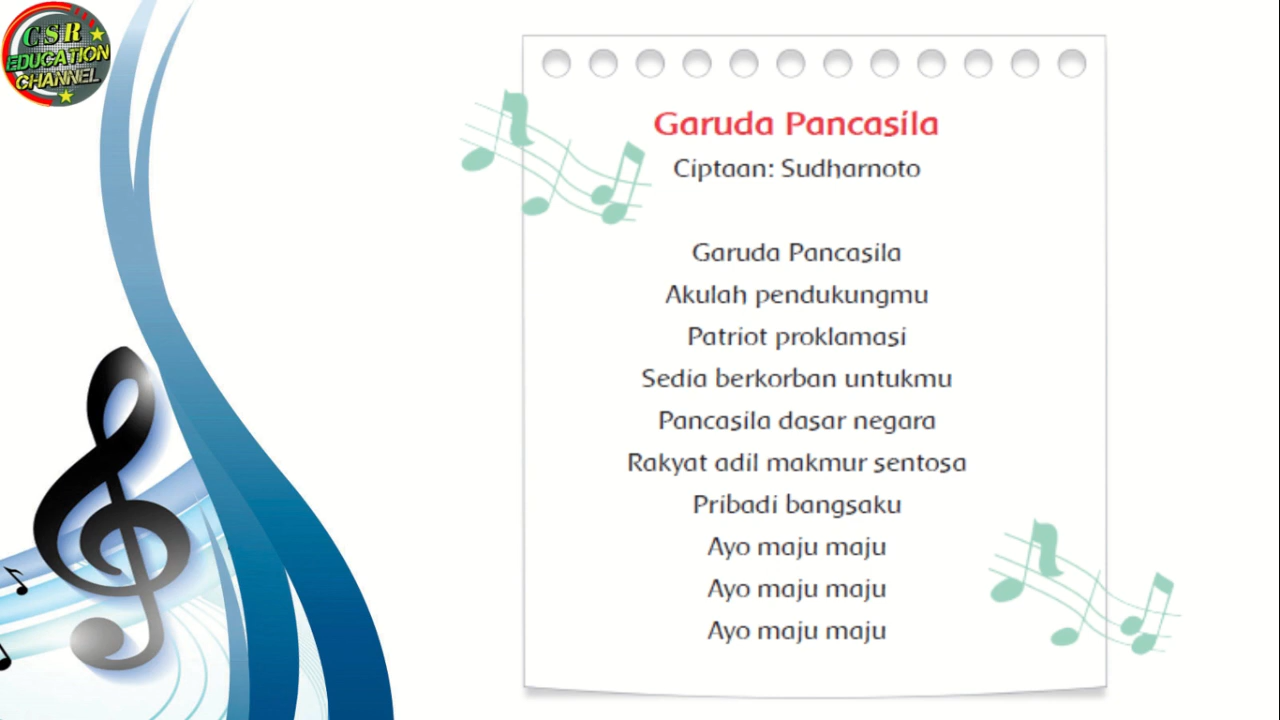 CSR
EDUCATION
CHANNEL
Garuda Pancasila
Ciptaan: Sudharnoto
Garuda Pancasila
Akulah pendukungmu
Patriot proklamasi
Sedia berkorban untukmu
Pancasila dasar negara
Rakyat adil makmur sentosa
Pribadi bangsaku
Ayo maju maju
Ayo maju maju
Ayo maju maju